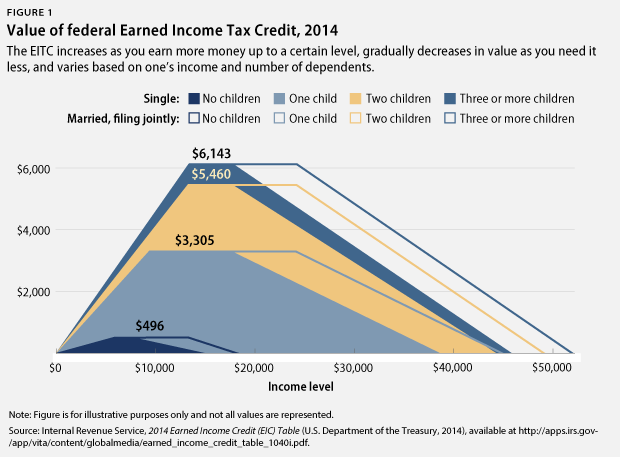 FIGURE 1
Value of federal Earned Income Tax Credit, 2014
The EITC increases as you earn more money up to a certain level, gradually decreases in value as you need it
less, and varies based on one's income and number of dependents.
Single: No children One child Two children Three or more children
Married, filing jointly: No children One child Two children Three or more children
$6,143
$6,000
$5,460
$4,000
$3,305
$2,000
$496
$0 $10,000 $20,000 $30,000 $40,000 $50,000
Income level
Note: Figure is for illustrative purposes only and not all values are represented.
Source: Internal Revenue Service, 2014 Earned Income Credit (EIC) Table (U.S. Department of the Treasury, 2014), available at http://apps.irs.gov-
/app/vita/content/globalmedia/earned_income_credit_table_1040i.pdf.